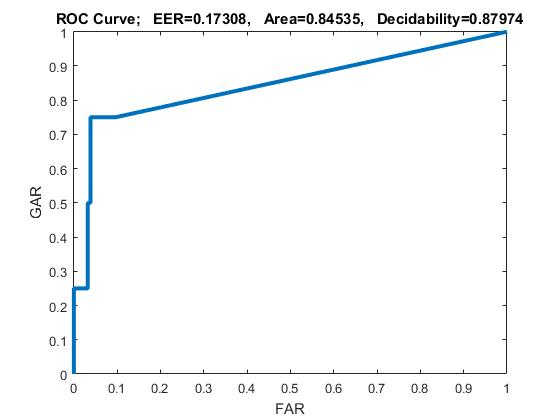 ROC Curve;   EER=0.17308,   Area=0.84535,   Decidability=0.87974
1
0.9
0.8
0.7
0.6
0.5
0.4
0.3
0.2
0.1
0
GAR
0 0.1 0.2 0.3 0.4 0.5 0.6 0.7 0.8 0.9 1
FAR